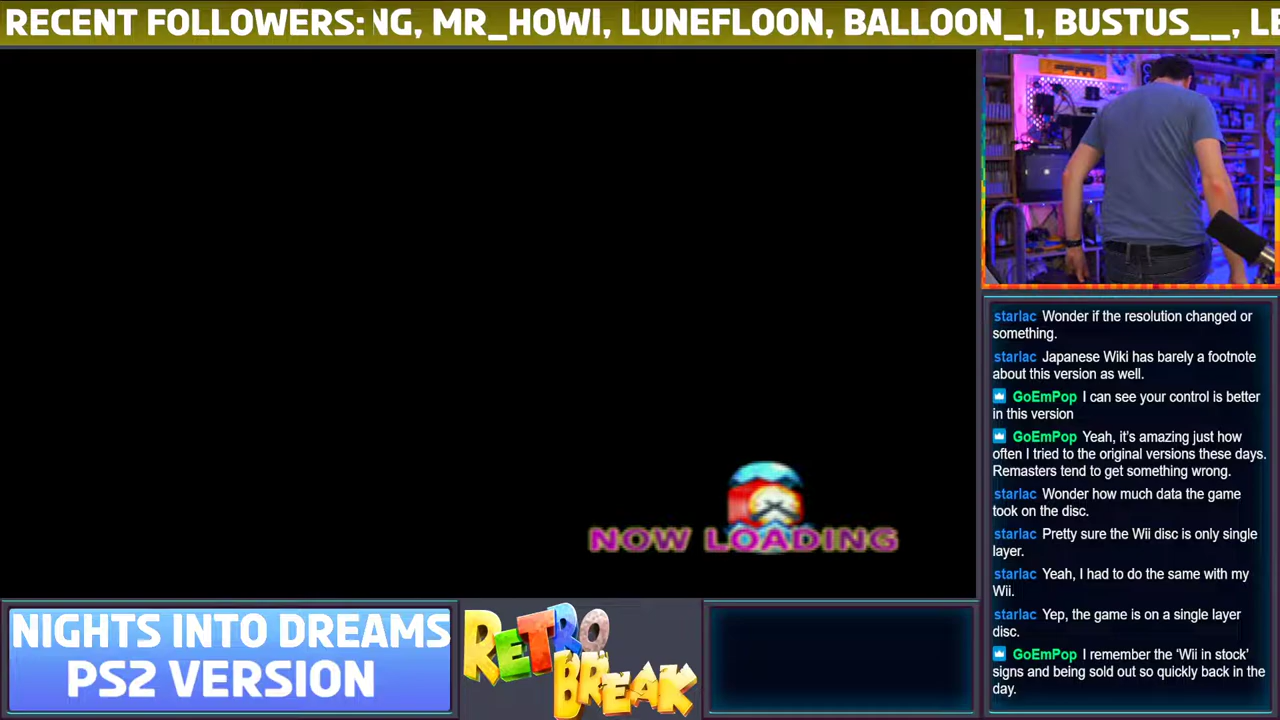 RECENT FOLLOWERS: NG, MR_HOWI, LUNEFLOON, BALLOON_1, BUSTUS__, LE
starlac Wonder if the resolution changed or
something.
starlac Japanese Wiki has barely a footnote
about this version as well.
GoEmPop I can see your control is better
in this version
GoEmPop Yeah, it's amazing just how
often I tried to the original versions these days.
Remasters tend to get something wrong.
starlac Wonder how much data the game
took on the disc.
starlac Pretty sure the Wii disc is only single
layer.
starlac Yeah, I had to do the same with my
Wii.
starlac Yep, the game is on a single layer
disc.
GoEmPop I remember the 'Wii in stock'
signs and being sold out so quickly back in the
day.
NOW LOADING
NIGHTS INTO DREAMS
PS2 VERSION
RETRO
BREAK